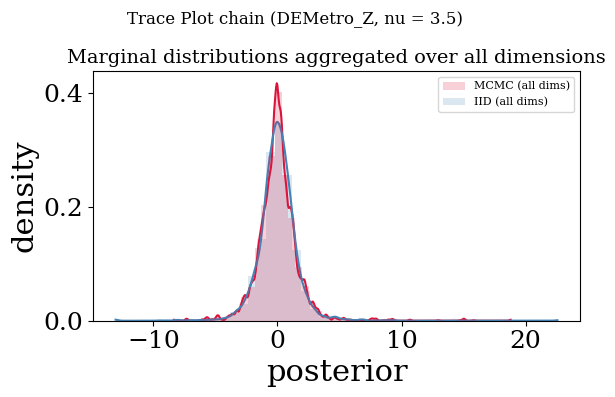 Trace Plot chain (DEMetro_Z, nu = 3.5)
Marginal distributions aggregated over all dimensions
MCMC (all dims)
IID (all dims)
density
0.4
0.2
0.0
−10
0
10
20
posterior